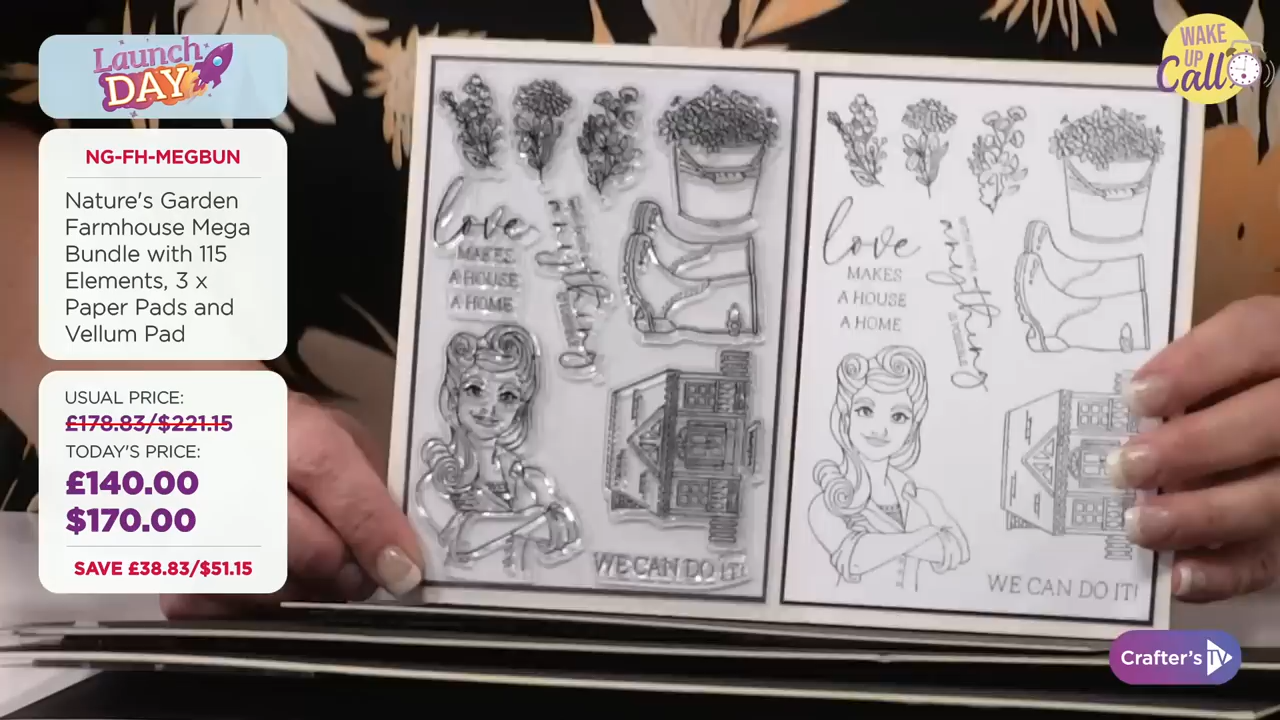 Launch
DAY
NG-FH-MEGBUN
Nature's Garden
Farmhouse Mega
Bundle with 115
Elements, 3 x
Paper Pads and
Vellum Pad
USUAL PRICE:
£178.83/$221.15
TODAY'S PRICE:
£140.00
$170.00
SAVE £38.83/$51.15
love
MAKES
A HOUSE
A HOME
anything
WE CAN DO IT!
love
MAKES
A HOUSE
A HOME
anything
WE CAN DO IT!
WAKE
UP
Call
Crafter's TV